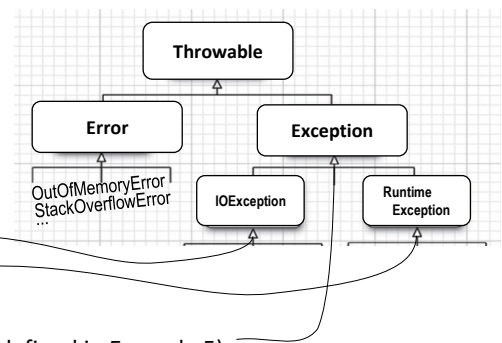 Throwable
Error
Exception
OutOfMemoryError
StackOverflowError
...
IOException
Runtime
Exception
defined in Example 5)